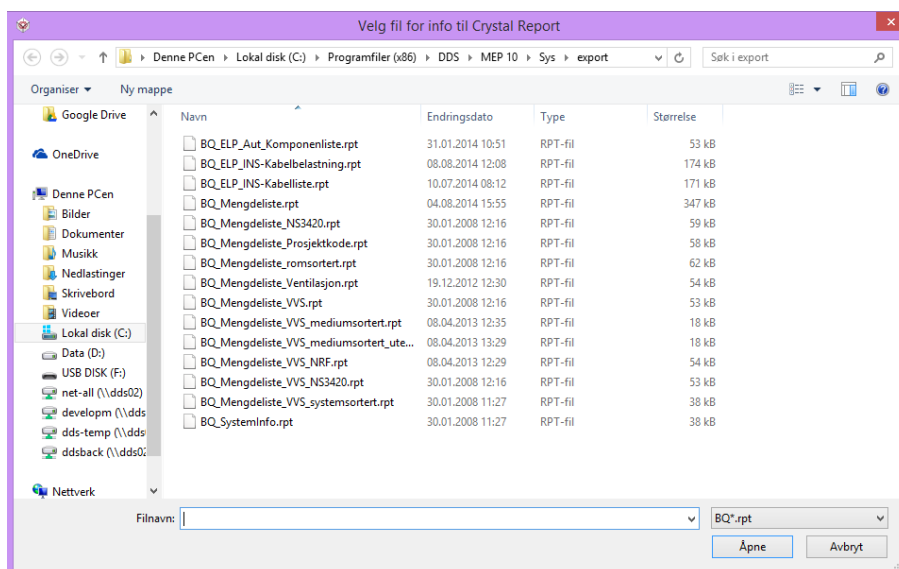 Velg fil for info til Crystal Report
Denne PCen Lokal disk (C:) Programfiler (x86) DDS MEP 10 Sys export Søk i export
Organiser Ny mappe
Google Drive
OneDrive
Denne PCen
Bilder
Dokumenter
Musikk
Nedlastinger
Skrivebord
Videoer
Lokal disk (C:)
Data (D:)
USB DISK (F:)
net-all (\\dds02)
developm (\\dds
dds-temp (\\dds
ddsback (\\dds02
Nettverk
Navn Endringsdato Type Størrelse
BQ_ELP_Aut_Komponenliste.rpt 31.01.2014 10:51 RPT-fil 53 kB
BQ_ELP_INS-Kabelbelastning.rpt 08.08.2014 12:08 RPT-fil 174 kB
BQ_ELP_INS-Kabelliste.rpt 10.07.2014 08:12 RPT-fil 171 kB
BQ_Mengdeliste.rpt 04.08.2014 15:55 RPT-fil 347 kB
BQ_Mengdeliste_NS3420.rpt 30.01.2008 12:16 RPT-fil 59 kB
BQ_Mengdeliste_Prosjektkode.rpt 30.01.2008 12:16 RPT-fil 58 kB
BQ_Mengdeliste_romsortert.rpt 30.01.2008 12:16 RPT-fil 62 kB
BQ_Mengdeliste_Ventilasjon.rpt 19.12.2012 12:30 RPT-fil 54 kB
BQ_Mengdeliste_VVS.rpt 30.01.2008 12:16 RPT-fil 53 kB
BQ_Mengdeliste_VVS_mediumsortert.rpt 08.04.2013 12:35 RPT-fil 18 kB
BQ_Mengdeliste_VVS_mediumsortert_ute... 08.04.2013 13:29 RPT-fil 18 kB
BQ_Mengdeliste_VVS_NRF.rpt 08.04.2013 12:29 RPT-fil 54 kB
BQ_Mengdeliste_VVS_NS3420.rpt 30.01.2008 12:16 RPT-fil 53 kB
BQ_Mengdeliste_VVS_systemsortert.rpt 30.01.2008 11:27 RPT-fil 38 kB
BQ_SystemInfo.rpt 30.01.2008 11:27 RPT-fil 38 kB
Filnavn: BQ*.rpt
Åpne Avbryt